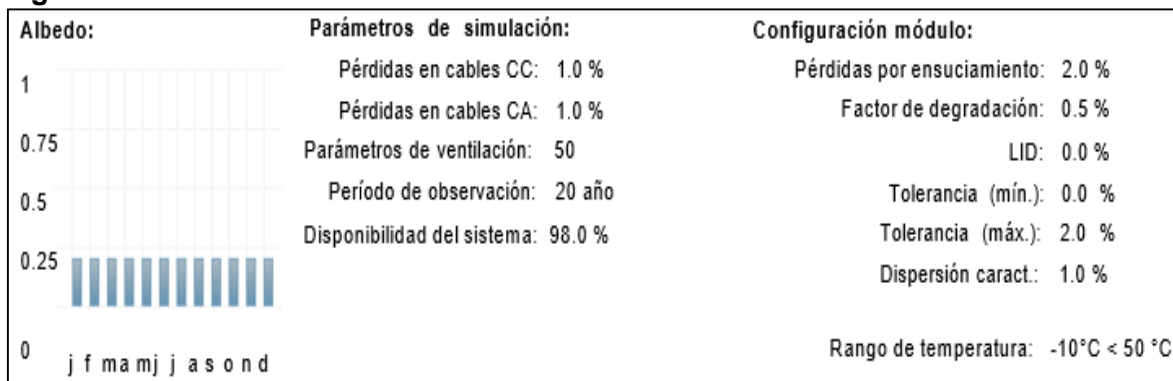 Albedo:
1
0.75
0.5
0.25
0
j f m a m j j a s o n d
Parámetros de simulación:
Pérdidas en cables CC: 1.0 %
Pérdidas en cables CA: 1.0 %
Parámetros de ventilación: 50
Período de observación: 20 año
Disponibilidad del sistema: 98.0 %
Configuración módulo:
Pérdidas por ensuciamiento: 2.0 %
Factor de degradación: 0.5 %
LID: 0.0 %
Tolerancia (mín.): 0.0 %
Tolerancia (máx.): 2.0 %
Dispersión caract.: 1.0 %
Rango de temperatura: -10°C < 50 °C